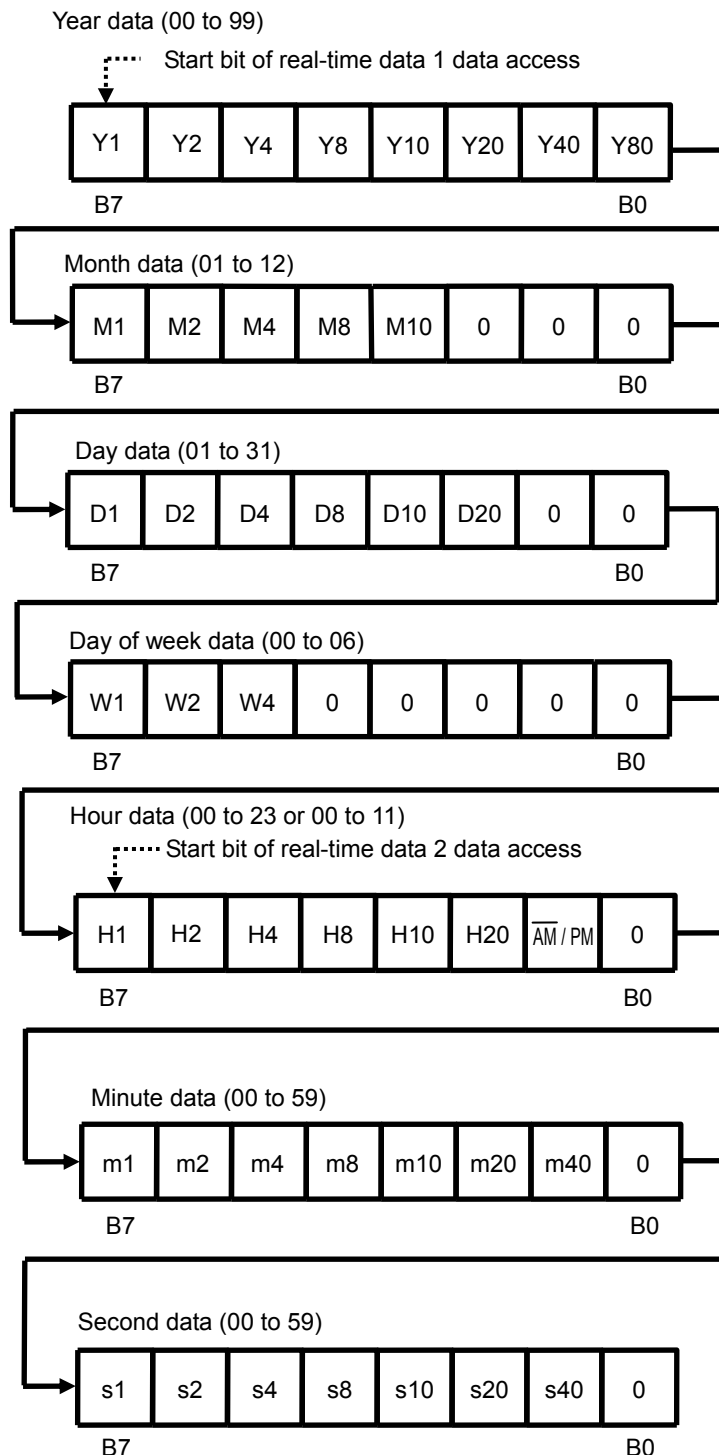 Year data (00 to 99)
Start bit of real-time data 1 data access
Y1 Y2 Y4 Y8 Y10 Y20 Y40 Y80
B7 B0
Month data (01 to 12)
M1 M2 M4 M8 M10 0 0 0
B7 B0
Day data (01 to 31)
D1 D2 D4 D8 D10 D20 0 0
B7 B0
Day of week data (00 to 06)
W1 W2 W4 0 0 0 0 0
B7 B0
Hour data (00 to 23 or 00 to 11)
Start bit of real-time data 2 data access
H1 H2 H4 H8 H10 H20 A̅M̅ / PM 0
B7 B0
Minute data (00 to 59)
m1 m2 m4 m8 m10 m20 m40 0
B7 B0
Second data (00 to 59)
s1 s2 s4 s8 s10 s20 s40 0
B7 B0